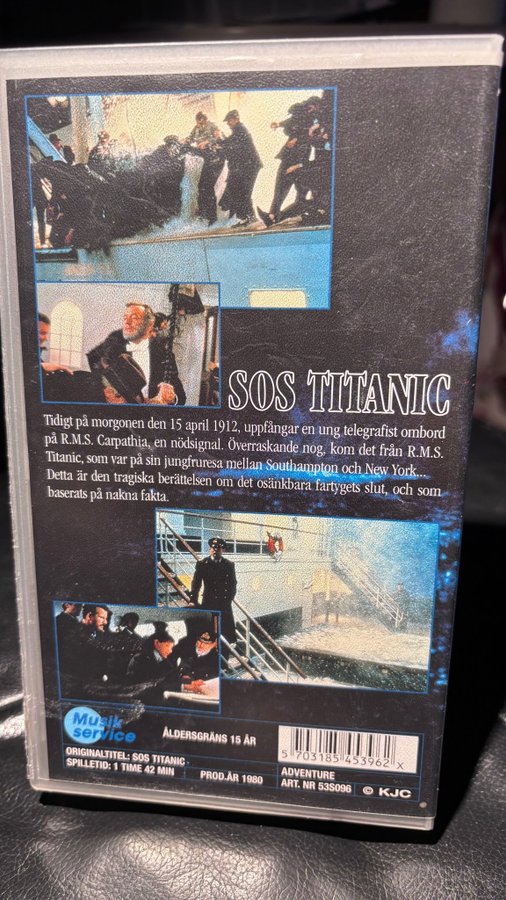 SOS TITANIC
Tidigt på morgonen den 15 april 1912, uppfångar en ung telegrafist ombord
på R.M.S. Carpathia, en nödsignal. Överraskande nog, kom det från R.M.S.
Titanic, som var på sin jungfruresa mellan Southampton och New York...
Detta är den tragiska berättelsen om det osänkbara fartygets slut, och som
baserats på nakna fakta.
Musik
service
ÅLDERSGRÄNS 15 ÅR
ORIGINALTITEL: SOS TITANIC
SPILLETID: 1 TIME 42 MIN
PROD.ÅR 1980
5 703185 453962 X
ADVENTURE
ART. NR 53S096
© KJC